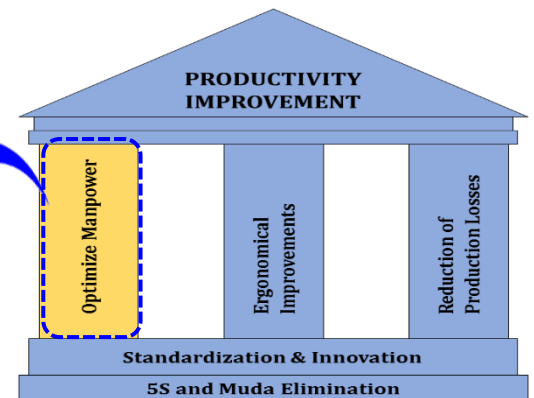 PRODUCTIVITY
IMPROVEMENT
Optimize Manpower
Ergonomical
Improvements
Reduction of
Production Losses
Standardization & Innovation
5S and Muda Elimination